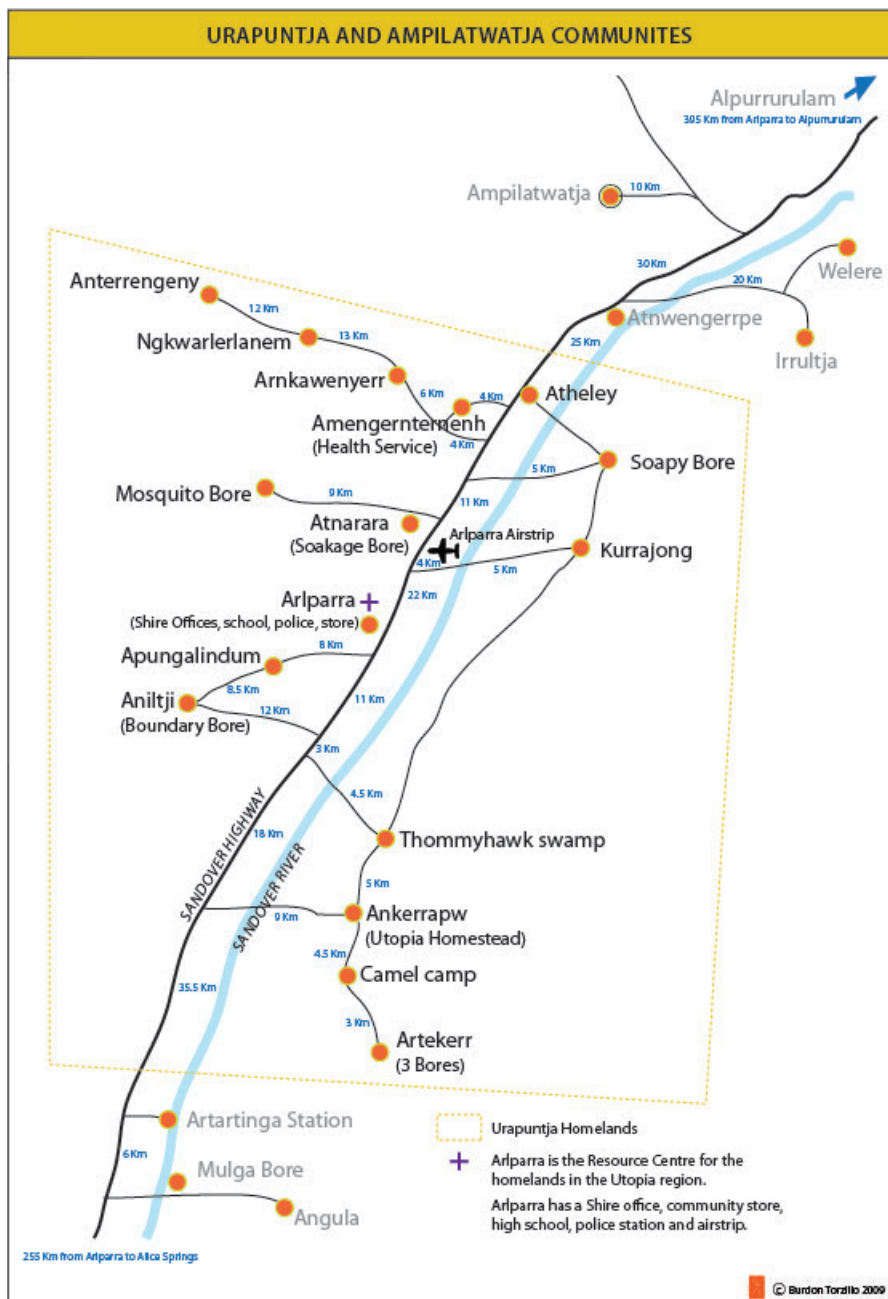 URAPUNTJA AND AMPILATWATJA COMMUNITES
Alpurrurulam
395 Km from Arlparra to Alpurrurulam
Ampilatwatja
10 Km
30 Km
Welere
20 Km
Anterrengeny
12 Km
Atnwengerrpe
Ngkwarlerlanem
13 Km
25 Km
Irrultja
Arnkawenyerr
6 Km
4 Km
Atheley
Amengernternenh
(Health Service)
4 Km
Soapy Bore
5 Km
Mosquito Bore
9 Km
11 Km
Atnarara
(Soakage Bore)
Arlparra Airstrip
Kurrajong
4 Km
5 Km
22 Km
Arlparra
(Shire Offices, school, police, store)
Apungalindum
8 Km
8.5 Km
Aniltji
(Boundary Bore)
12 Km
11 Km
3 Km
4.5 Km
SANDOVER HIGHWAY
18 Km
Thommyhawk swamp
SANDOVER RIVER
5 Km
9 Km
Ankerrapw
(Utopia Homestead)
4.5 Km
Camel camp
35.5 Km
3 Km
Artekerr
(3 Bores)
Artartinga Station
6 Km
Mulga Bore
Angula
Urapuntja Homelands
Arlparra is the Resource Centre for the
homelands in the Utopia region.
Arlparra has a Shire office, community store,
high school, police station and airstrip.
255 Km from Arlparra to Alice Springs
© Burdon Torzillo 2009